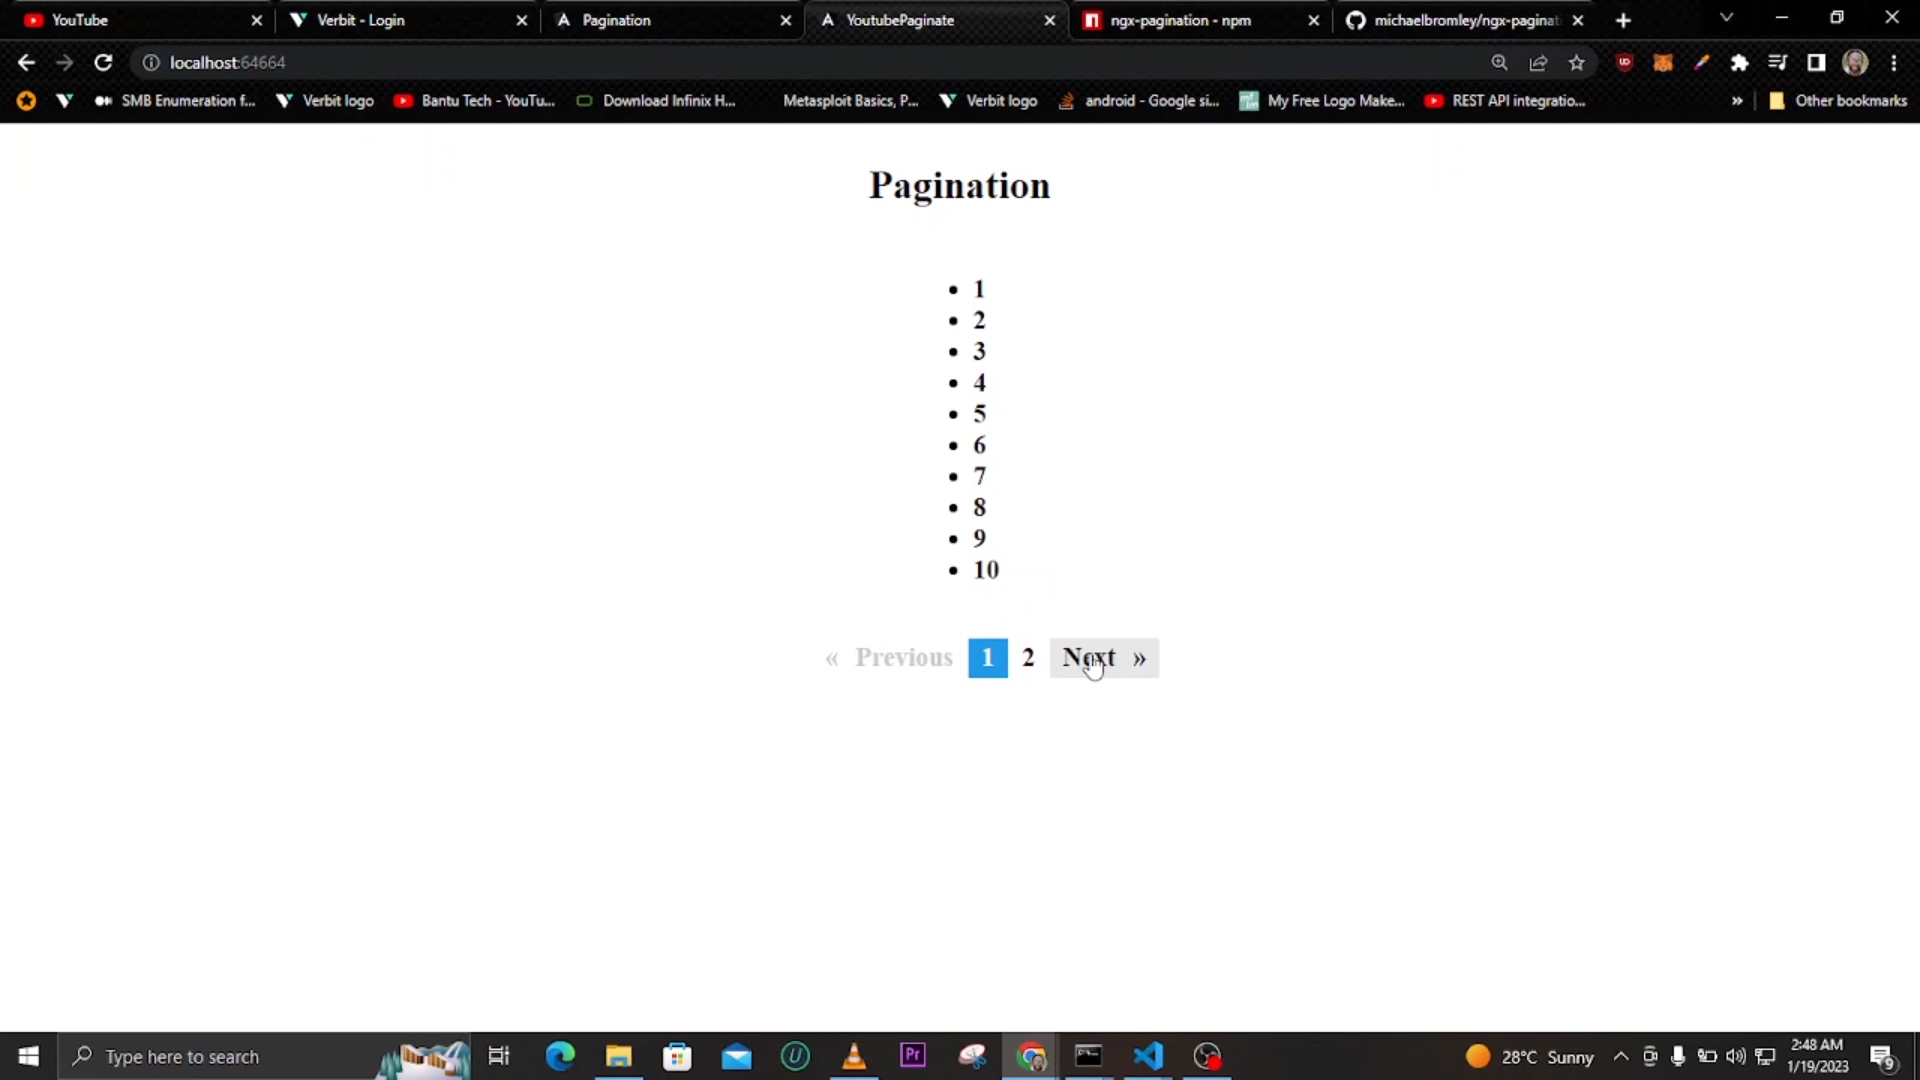 YouTube Verbit - Login Pagination YoutubePaginate ngx-pagination - npm michaelbromley/ngx-paginat
localhost:64664
SMB Enumeration f... Verbit logo Bantu Tech - YouTu... Download Infinix H... Metasploit Basics, P... Verbit logo android - Google si... My Free Logo Make... REST API integratio... » Other bookmarks
Pagination
• 1
• 2
• 3
• 4
• 5
• 6
• 7
• 8
• 9
• 10
« Previous 1 2 Next »
Type here to search Pr 28°C Sunny 2:48 AM
1/19/2023 9